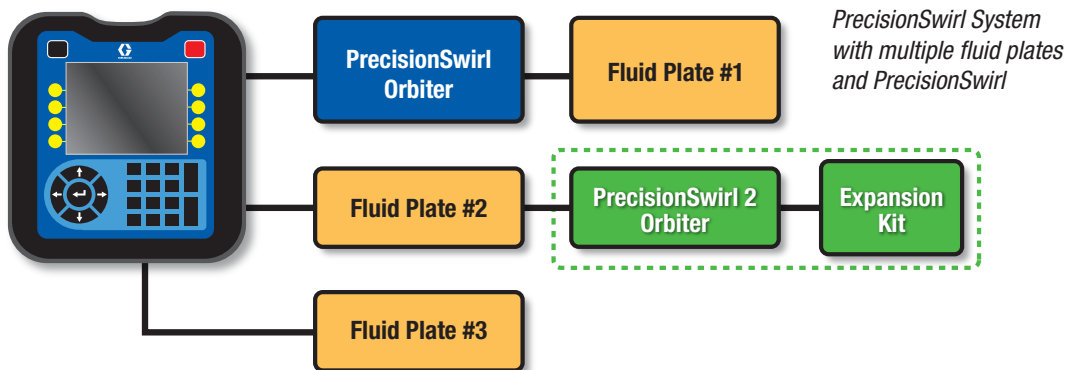 PrecisionSwirl System
with multiple fluid plates
and PrecisionSwirl
PrecisionSwirl
Orbiter
Fluid Plate #1
Fluid Plate #2
PrecisionSwirl 2
Orbiter
Expansion
Kit
Fluid Plate #3